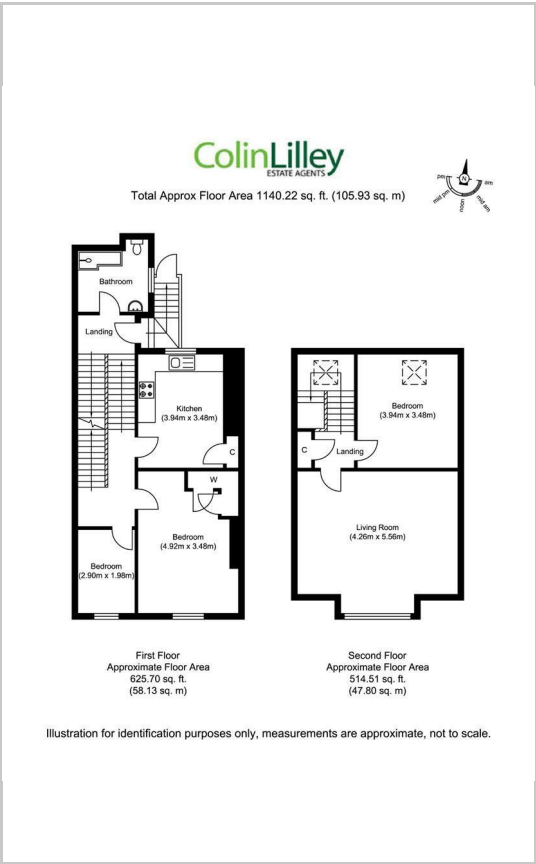 ColinLilley
ESTATE AGENTS
Total Approx Floor Area 1140.22 sq. ft. (105.93 sq. m)
N
pm
am
mid pm
mid am
noon
Bathroom
Landing
Kitchen
(3.94m x 3.48m)
C
W
Bedroom
(4.92m x 3.48m)
Bedroom
(2.90m x 1.98m)
Bedroom
(3.94m x 3.48m)
C
Landing
Living Room
(4.26m x 5.56m)
First Floor
Approximate Floor Area
625.70 sq. ft.
(58.13 sq. m)
Second Floor
Approximate Floor Area
514.51 sq. ft.
(47.80 sq. m)
Illustration for identification purposes only, measurements are approximate, not to scale.